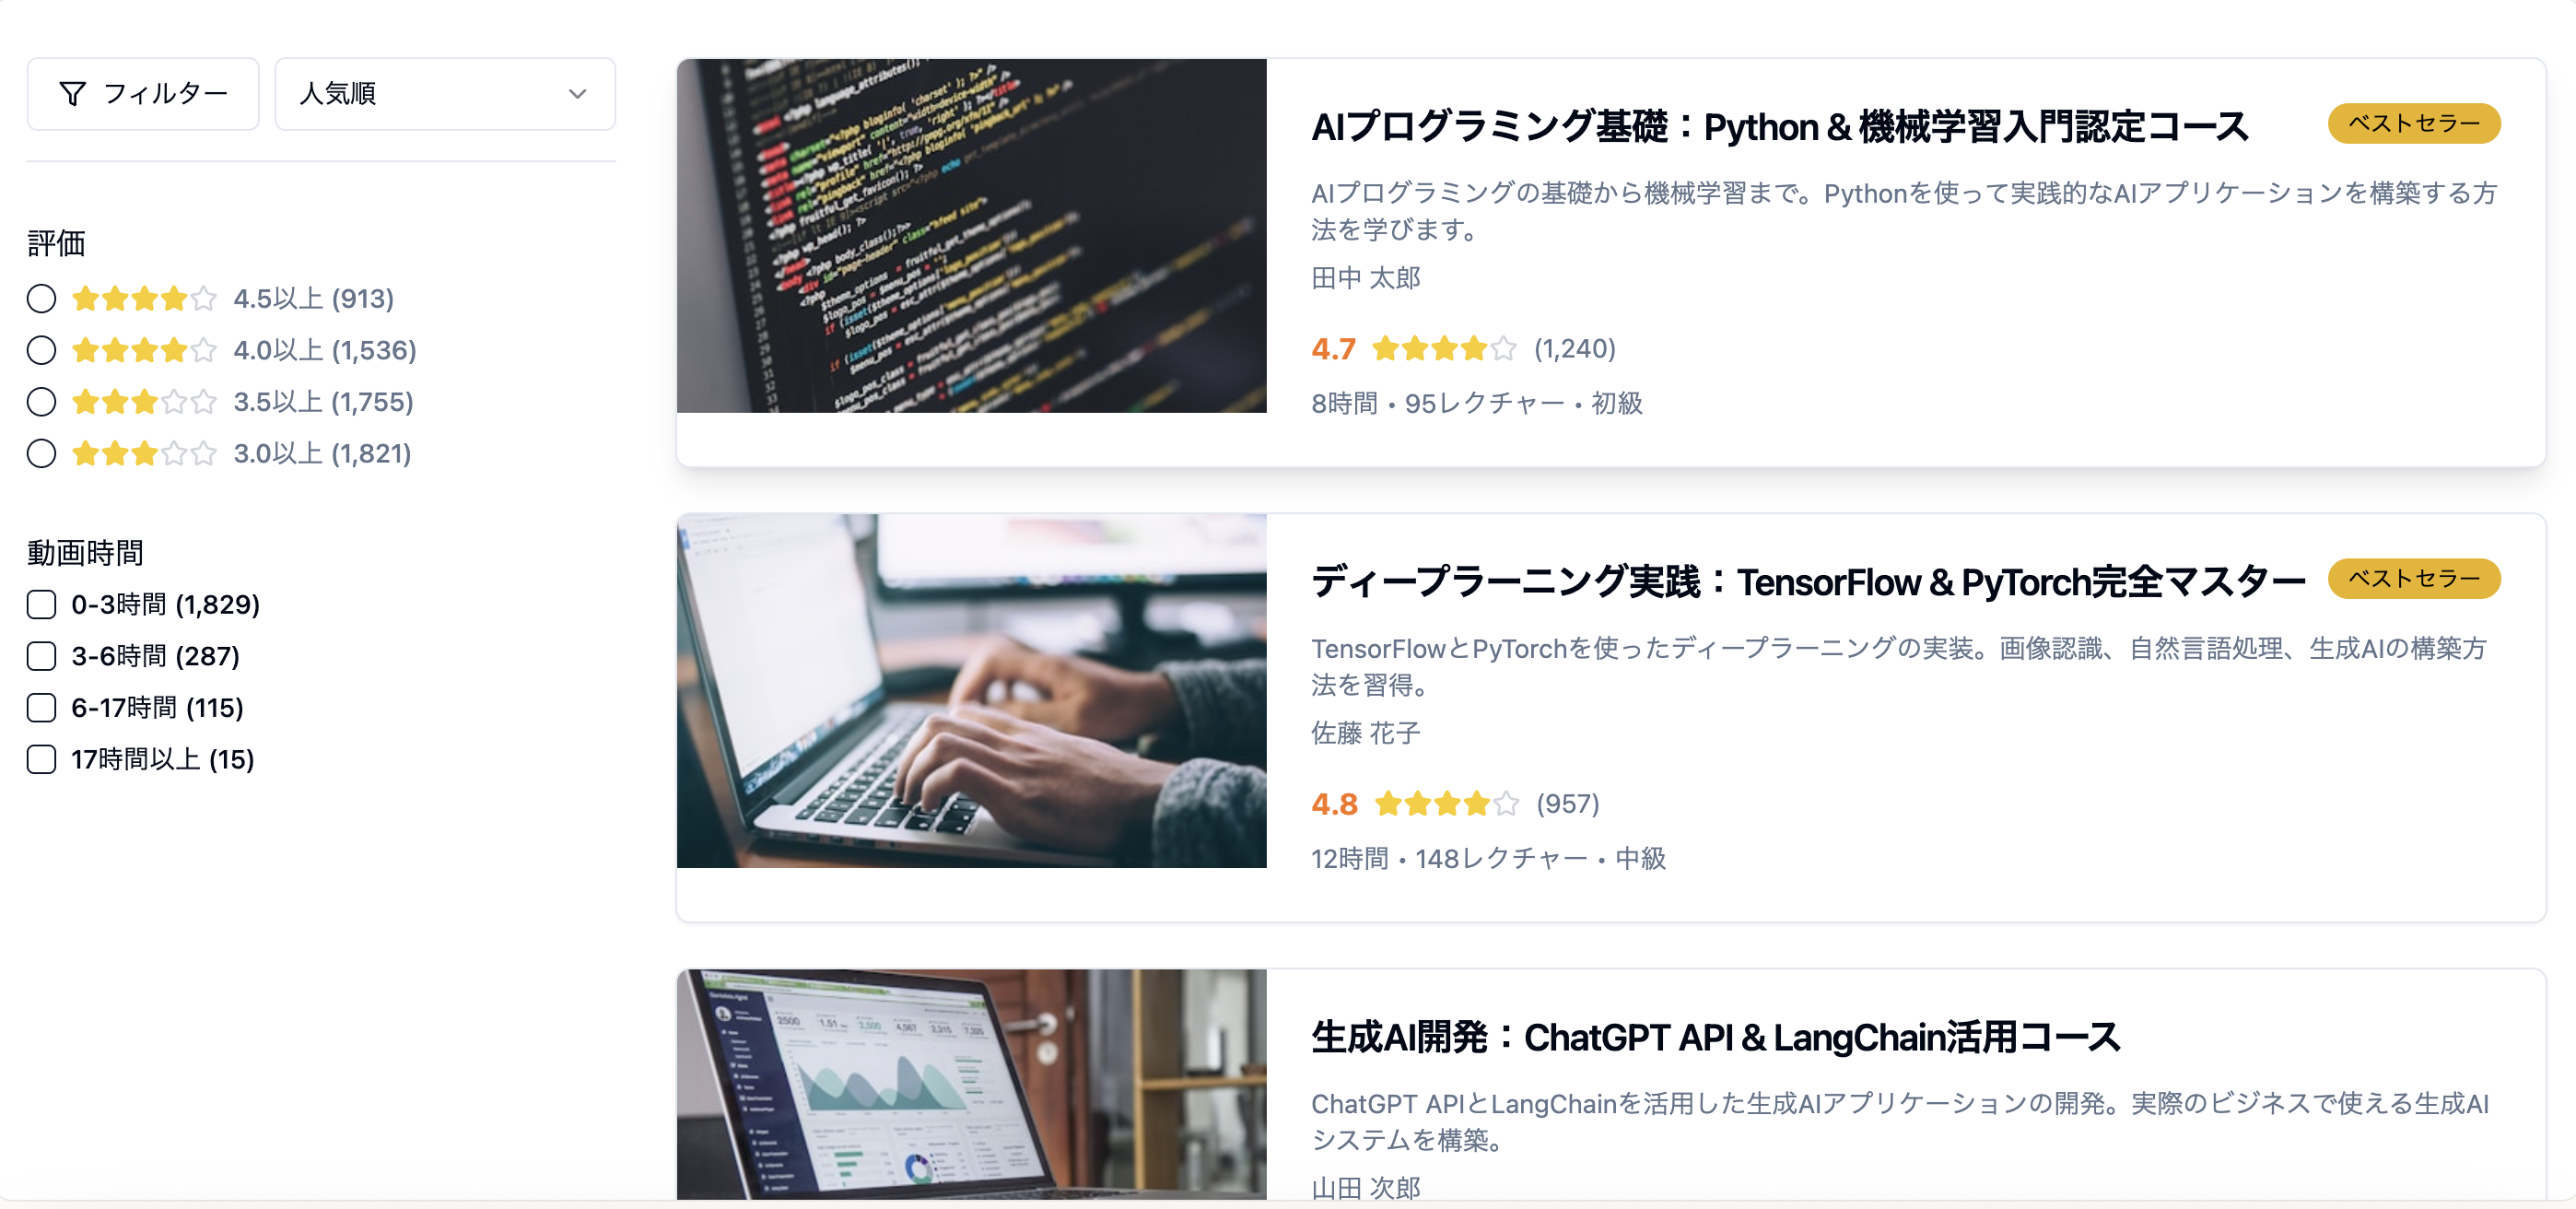 フィルター
人気順
評価
4.5以上 (913)
4.0以上 (1,536)
3.5以上 (1,755)
3.0以上 (1,821)
動画時間
0-3時間 (1,829)
3-6時間 (287)
6-17時間 (115)
17時間以上 (15)
AIプログラミング基礎：Python & 機械学習入門認定コース
ベストセラー
AIプログラミングの基礎から機械学習まで。Pythonを使って実践的なAIアプリケーションを構築する方
法を学びます。
田中 太郎
4.7 (1,240)
8時間 • 95レクチャー • 初級
ディープラーニング実践：TensorFlow & PyTorch完全マスター
ベストセラー
TensorFlowとPyTorchを使ったディープラーニングの実装。画像認識、自然言語処理、生成AIの構築方
法を習得。
佐藤 花子
4.8 (957)
12時間 • 148レクチャー • 中級
生成AI開発：ChatGPT API & LangChain活用コース
ChatGPT APIとLangChainを活用した生成AIアプリケーションの開発。実際のビジネスで使える生成AI
システムを構築。
山田 次郎